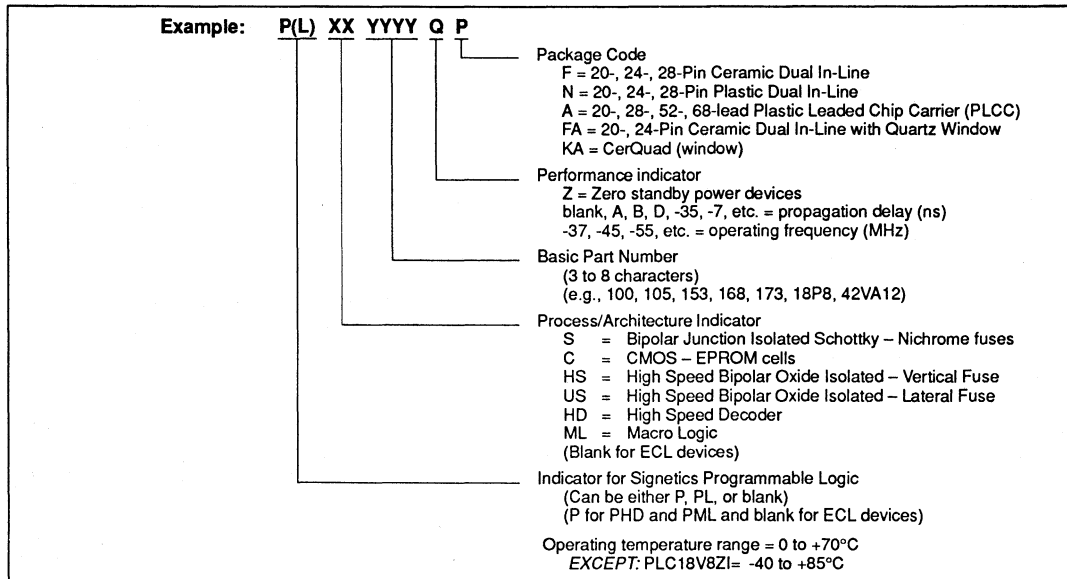 Example: P(L) XX YYYY Q P
Package Code
F = 20-, 24-, 28-Pin Ceramic Dual In-Line
N = 20-, 24-, 28-Pin Plastic Dual In-Line
A = 20-, 28-, 52-, 68-lead Plastic Leaded Chip Carrier (PLCC)
FA = 20-, 24-Pin Ceramic Dual In-Line with Quartz Window
KA = CerQuad (window)
Performance indicator
Z = Zero standby power devices
blank, A, B, D, -35, -7, etc. = propagation delay (ns)
-37, -45, -55, etc. = operating frequency (MHz)
Basic Part Number
(3 to 8 characters)
(e.g., 100, 105, 153, 168, 173, 18P8, 42VA12)
Process/Architecture Indicator
S = Bipolar Junction Isolated Schottky – Nichrome fuses
C = CMOS – EPROM cells
HS = High Speed Bipolar Oxide Isolated – Vertical Fuse
US = High Speed Bipolar Oxide Isolated – Lateral Fuse
HD = High Speed Decoder
ML = Macro Logic
(Blank for ECL devices)
Indicator for Signetics Programmable Logic
(Can be either P, PL, or blank)
(P for PHD and PML and blank for ECL devices)
Operating temperature range = 0 to +70°C
EXCEPT: PLC18V8ZI= -40 to +85°C